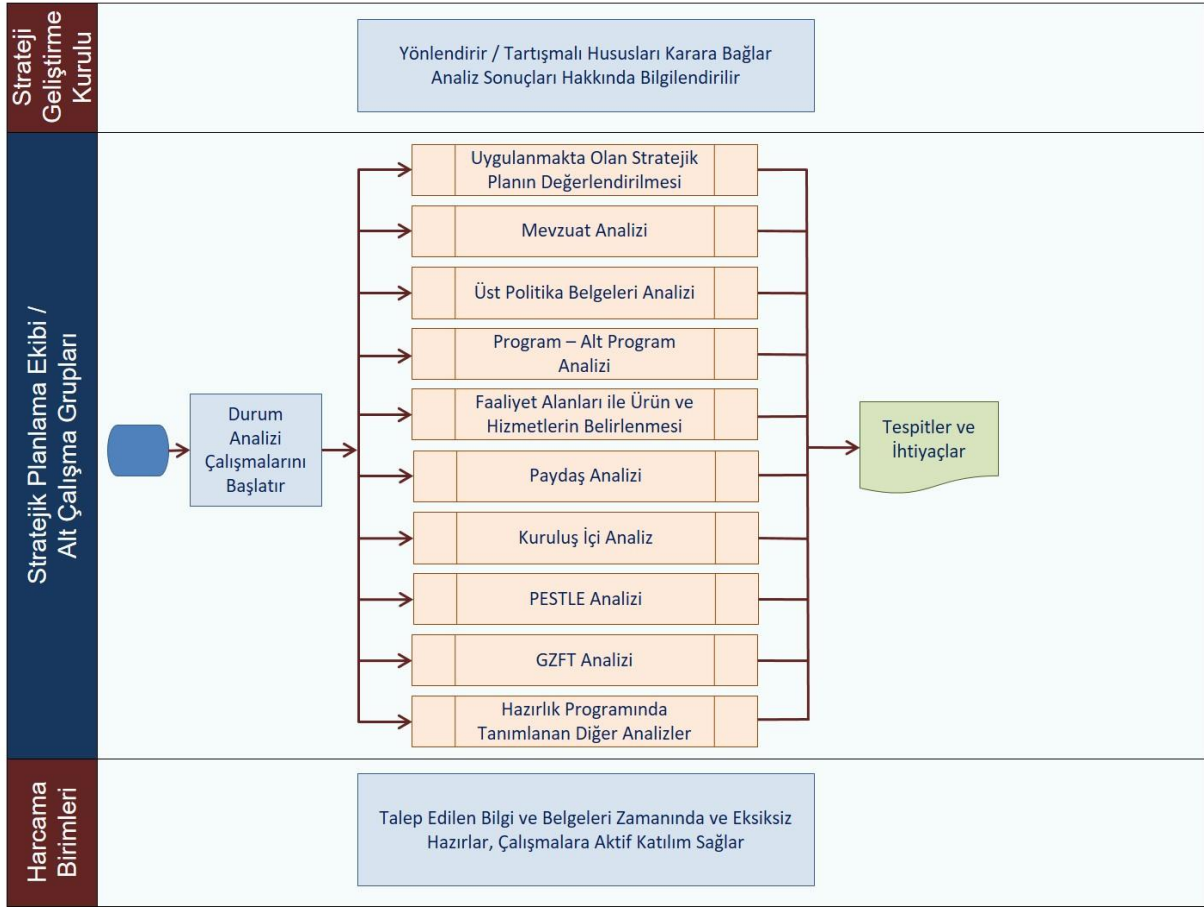 Strateji
Geliştirme
Kurulu
Yönlendirir / Tartışmalı Hususları Karara Bağlar
Analiz Sonuçları Hakkında Bilgilendirilir
Stratejik Planlama Ekibi /
Alt Çalışma Grupları
Durum
Analizi
Çalışmalarını
Başlatır
Uygulanmakta Olan Stratejik
Planın Değerlendirilmesi
Mevzuat Analizi
Üst Politika Belgeleri Analizi
Program – Alt Program
Analizi
Faaliyet Alanları ile Ürün ve
Hizmetlerin Belirlenmesi
Paydaş Analizi
Kuruluş İçi Analiz
PESTLE Analizi
GZFT Analizi
Hazırlık Programında
Tanımlanan Diğer Analizler
Tespitler ve
İhtiyaçlar
Harcama
Birimleri
Talep Edilen Bilgi ve Belgeleri Zamanında ve Eksiksiz
Hazırlar, Çalışmalara Aktif Katılım Sağlar